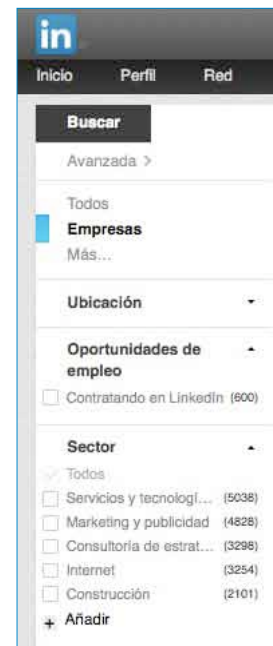 in
Inicio Perfil Red
Buscar
Avanzada >
Todos
Empresas
Más...
Ubicación
Oportunidades de
empleo
Contratando en LinkedIn (600)
Sector
Todos
Servicios y tecnologí... (5038)
Marketing y publicidad (4828)
Consultoría de estrat... (3298)
Internet (3254)
Construcción (2101)
+ Añadir